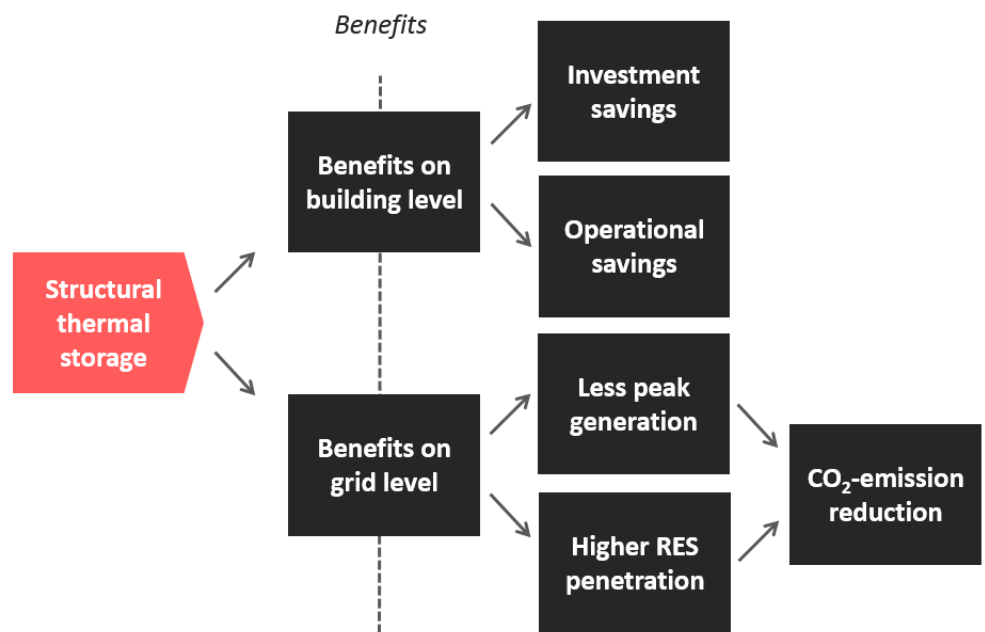 Benefits
Investment
savings
Benefits on
building level
Operational
savings
Structural
thermal
storage
Less peak
generation
Benefits on
grid level
CO₂-emission
reduction
Higher RES
penetration